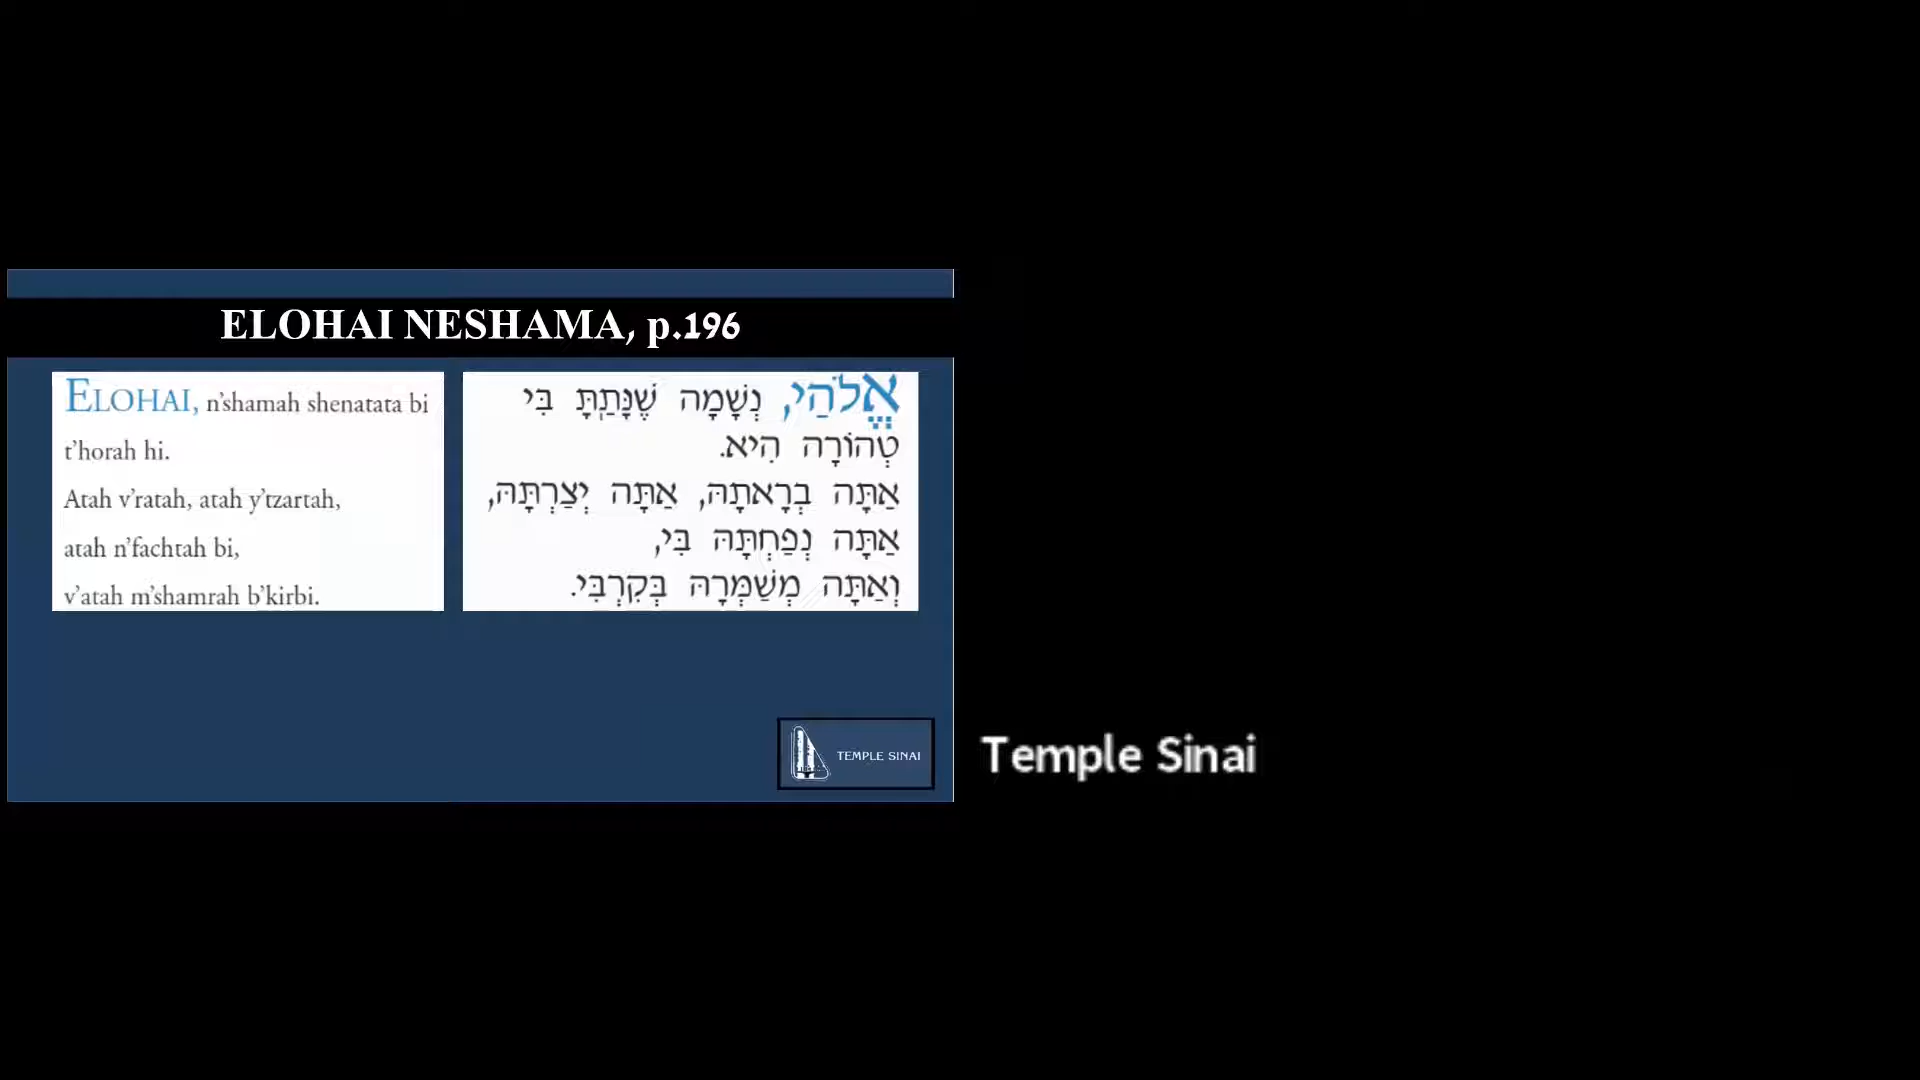 ELOHAI NESHAMA, p.196
ELOHAI, n’shamah shenatata bi
t’horah hi.
Atah v’ratah, atah y’tzartah,
atah n’fachtah bi,
v’atah m’shamrah b’kirbi.
אֱלֹהַי, נְשָׁמָה שֶׁנָּתַתָּ בִּי
טְהוֹרָה הִיא.
אַתָּה בְרָאתָהּ, אַתָּה יְצַרְתָּהּ,
אַתָּה נְפַחְתָּהּ בִּי,
וְאַתָּה מְשַׁמְּרָהּ בְּקִרְבִּי.
TEMPLE SINAI
Temple Sinai